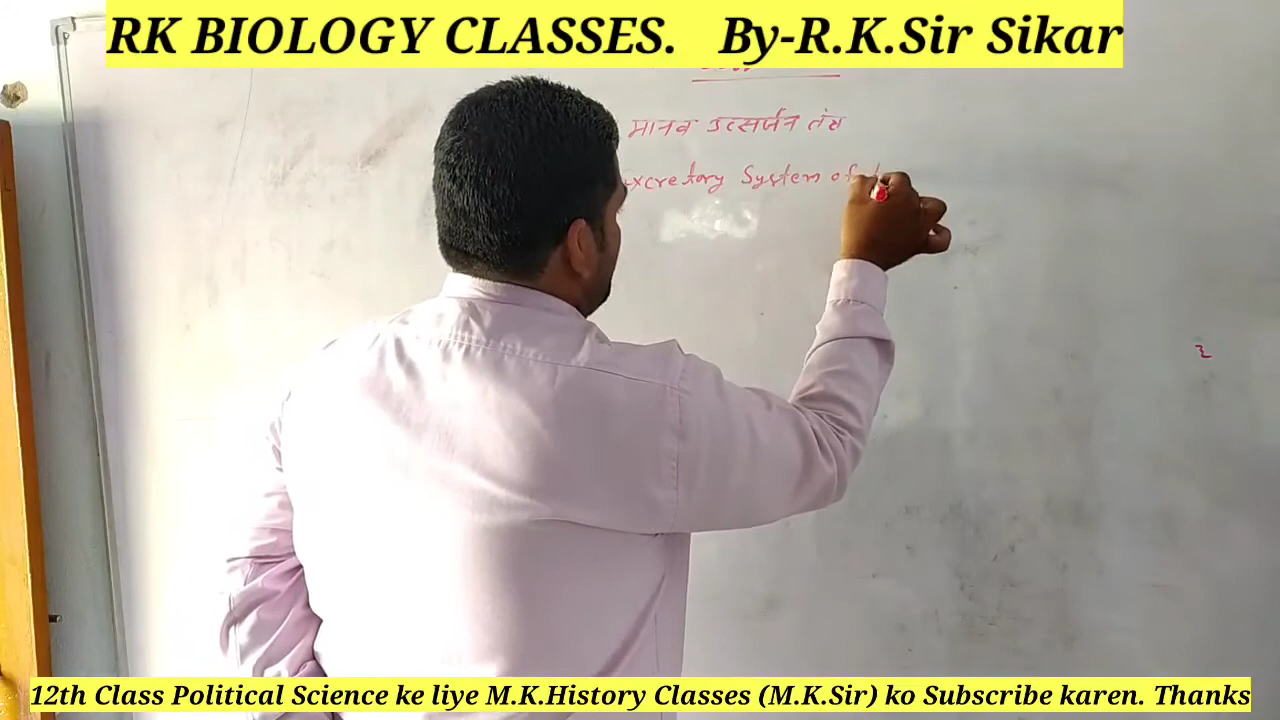 RK BIOLOGY CLASSES. By-R.K.Sir Sikar
मानव उत्सर्जन तंत्र
xcretory System of
12th Class Political Science ke liye M.K.History Classes (M.K.Sir) ko Subscribe karen. Thanks